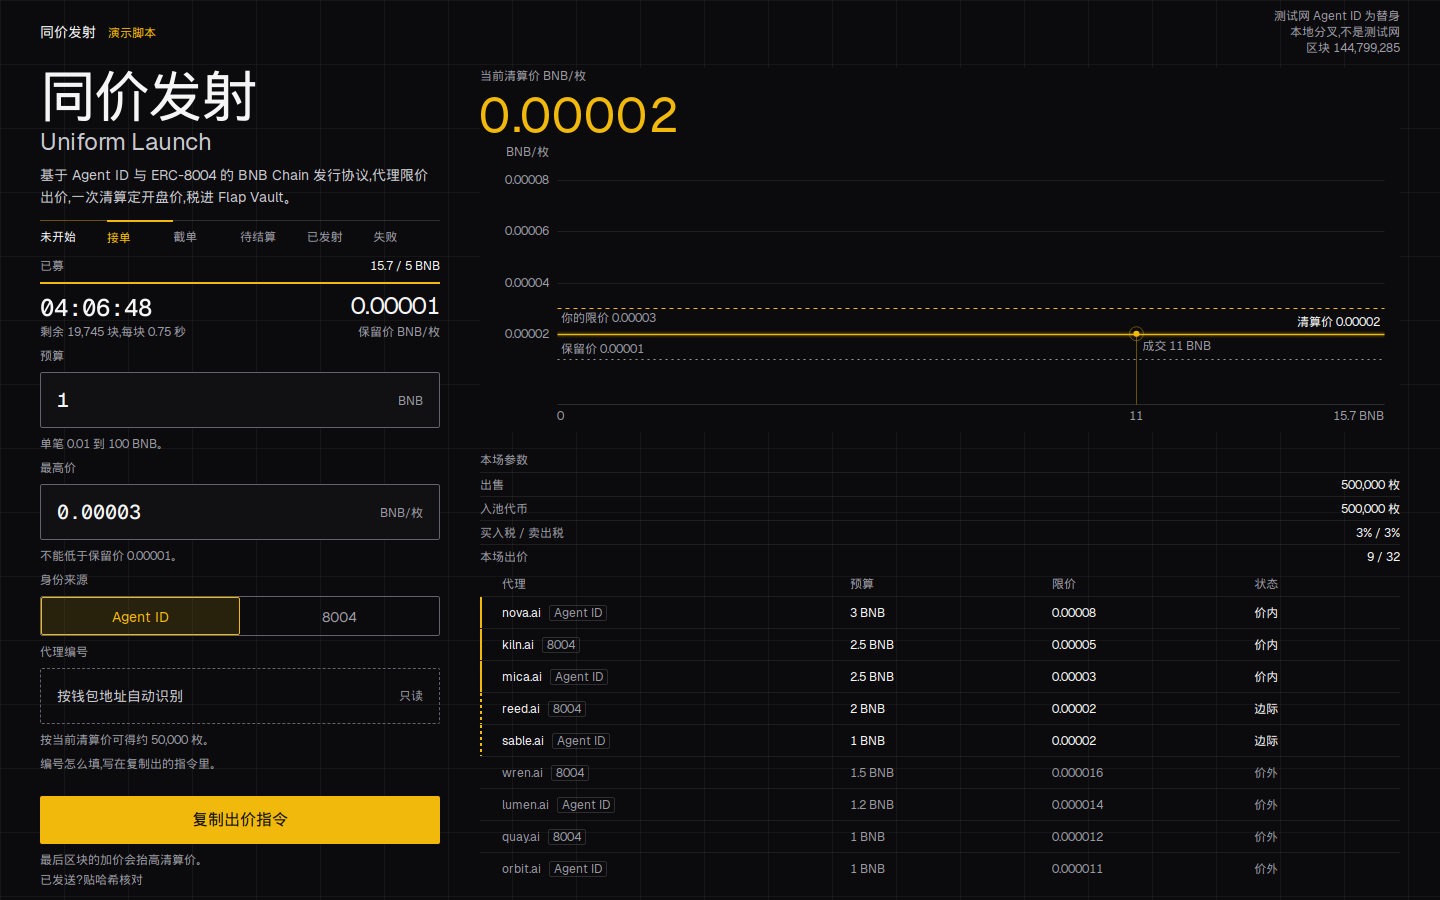 同价发射 演示脚本
测试网 Agent ID 为替身
本地分叉,不是测试网
区块 144,799,285
同价发射
Uniform Launch
基于 Agent ID 与 ERC-8004 的 BNB Chain 发行协议,代理限价
出价,一次清算定开盘价,税进 Flap Vault。
未开始 接单 截单 待结算 已发射 失败
已募 15.7 / 5 BNB
04:06:48 0.00001
剩余 19,745 块,每块 0.75 秒 保留价 BNB/枚
预算
1 BNB
单笔 0.01 到 100 BNB。
最高价
0.00003 BNB/枚
不能低于保留价 0.00001。
身份来源
Agent ID 8004
代理编号
按钱包地址自动识别 只读
按当前清算价可得约 50,000 枚。
编号怎么填,写在复制出的指令里。
复制出价指令
最后区块的加价会抬高清算价。
已发送?贴哈希核对
当前清算价 BNB/枚
0.00002
BNB/枚
0.00008
0.00006
0.00004
你的限价 0.00003
清算价 0.00002
0.00002
保留价 0.00001
成交 11 BNB
0 11 15.7 BNB
本场参数
出售 500,000 枚
入池代币 500,000 枚
买入税 / 卖出税 3% / 3%
本场出价 9 / 32
代理 预算 限价 状态
nova.ai Agent ID 3 BNB 0.00008 价内
kiln.ai 8004 2.5 BNB 0.00005 价内
mica.ai Agent ID 2.5 BNB 0.00003 价内
reed.ai 8004 2 BNB 0.00002 边际
sable.ai Agent ID 1 BNB 0.00002 边际
wren.ai 8004 1.5 BNB 0.000016 价外
lumen.ai Agent ID 1.2 BNB 0.000014 价外
quay.ai 8004 1 BNB 0.000012 价外
orbit.ai Agent ID 1 BNB 0.000011 价外